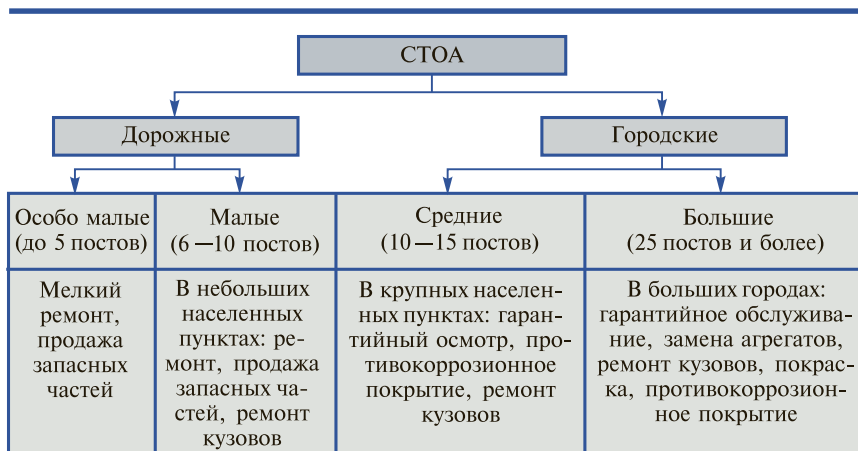 СТОА
Дорожные
Городские
Особо малые
(до 5 постов)
Малые
(6 — 10 постов)
Средние
(10 — 15 постов)
Большие
(25 постов и более)
Мелкий
ремонт,
продажа
запасных
частей
В небольших
населенных
пунктах: ре-
монт, продажа
запасных ча-
стей, ремонт
кузовов
В крупных населен-
ных пунктах: гаран-
тийный осмотр, про-
тивокоррозионное
покрытие, ремонт
кузовов
В больших городах:
гарантийное обслужива-
ние, замена агрегатов,
ремонт кузовов, покрас-
ка, противокоррозион-
ное покрытие